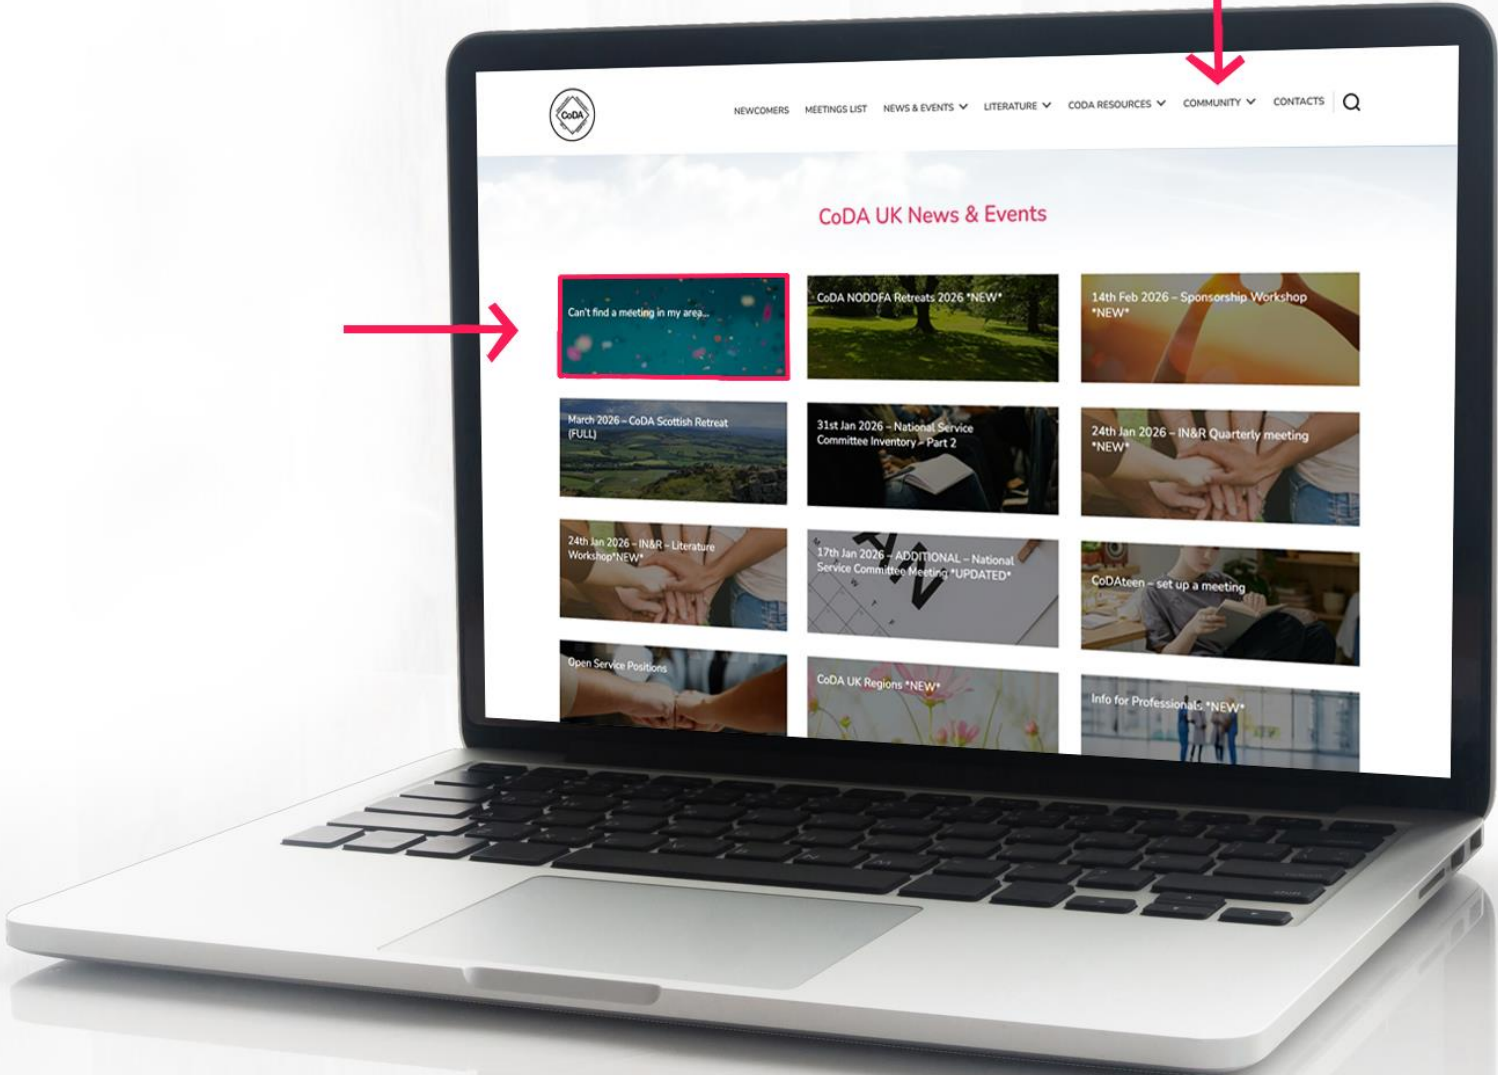 CoDA
NEWCOMERS MEETINGS LIST NEWS & EVENTS LITERATURE CODA RESOURCES COMMUNITY CONTACTS
CoDA UK News & Events
Can't find a meeting in my area...
CoDA NODDFA Retreats 2026 *NEW*
14th Feb 2026 – Sponsorship Workshop
*NEW*
March 2026 – CoDA Scottish Retreat
(FULL)
31st Jan 2026 – National Service
Committee Inventory – Part 2
24th Jan 2026 – IN&R Quarterly meeting
*NEW*
24th Jan 2026 – IN&R – Literature
Workshop*NEW*
17th Jan 2026 – ADDITIONAL – National
Service Committee Meeting *UPDATED*
CoDAteen – set up a meeting
Open Service Positions
CoDA UK Regions *NEW*
Info for Professionals *NEW*